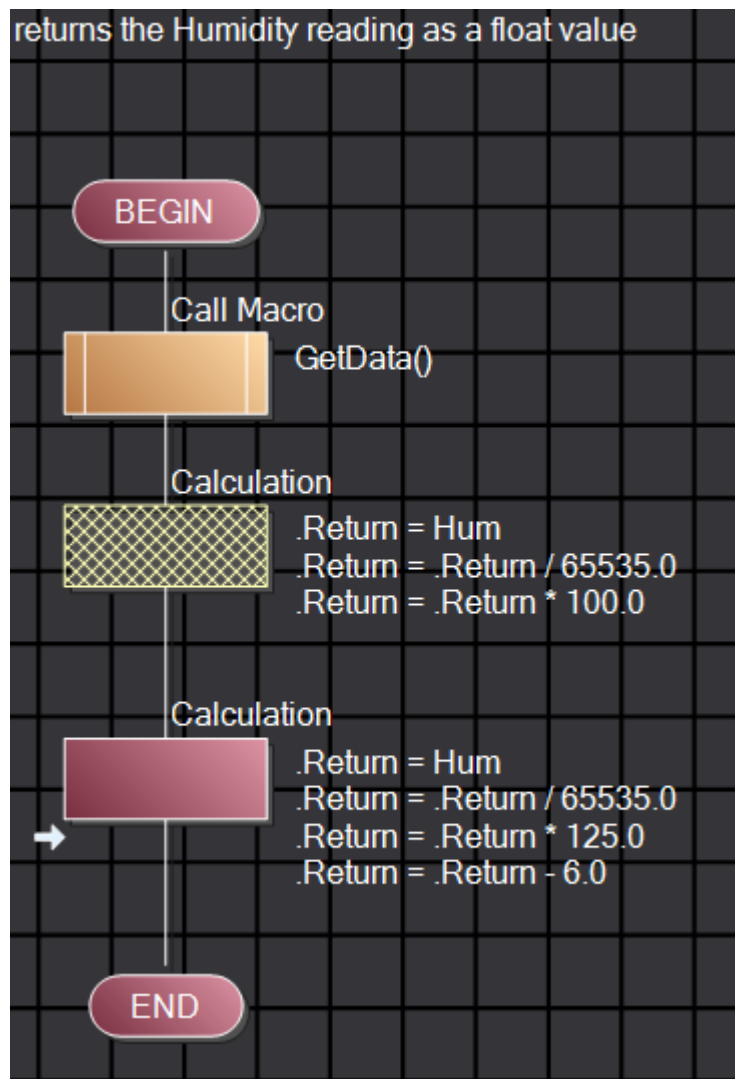 returns the Humidity reading as a float value
BEGIN
Call Macro
GetData()
Calculation
.Return = Hum
.Return = .Return / 65535.0
.Return = .Return * 100.0
Calculation
.Return = Hum
.Return = .Return / 65535.0
.Return = .Return * 125.0
.Return = .Return - 6.0
END